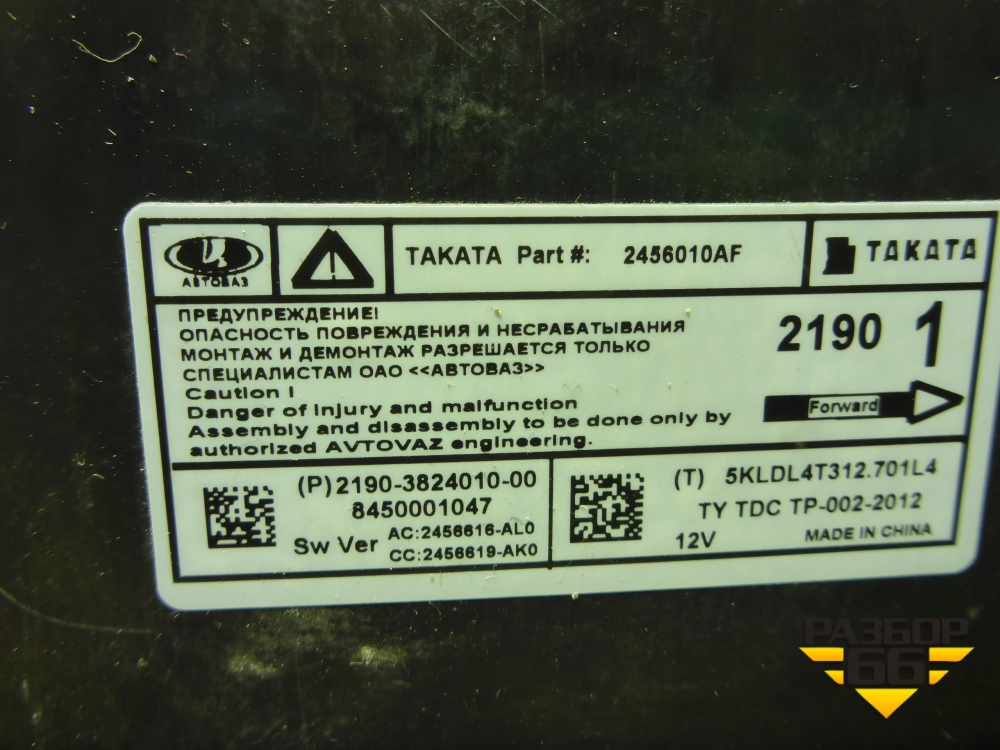 АВТОВАЗ
TAKATA Part #: 2456010AF
TAKATA
ПРЕДУПРЕЖДЕНИЕ!
ОПАСНОСТЬ ПОВРЕЖДЕНИЯ И НЕСРАБАТЫВАНИЯ
МОНТАЖ И ДЕМОНТАЖ РАЗРЕШАЕТСЯ ТОЛЬКО
СПЕЦИАЛИСТАМ ОАО <<АВТОВАЗ>>
Caution !
Danger of injury and malfunction
Assembly and disassembly to be done only by
authorized AVTOVAZ engineering.
2190 1
Forward
(P)2190-3824010-00
8450001047
Sw Ver AC:2456616-AL0
CC:2456619-AK0
(T) 5KLDL4T312.701L4
TY TDC TP-002-2012
12V MADE IN CHINA
РАЗБОР
66